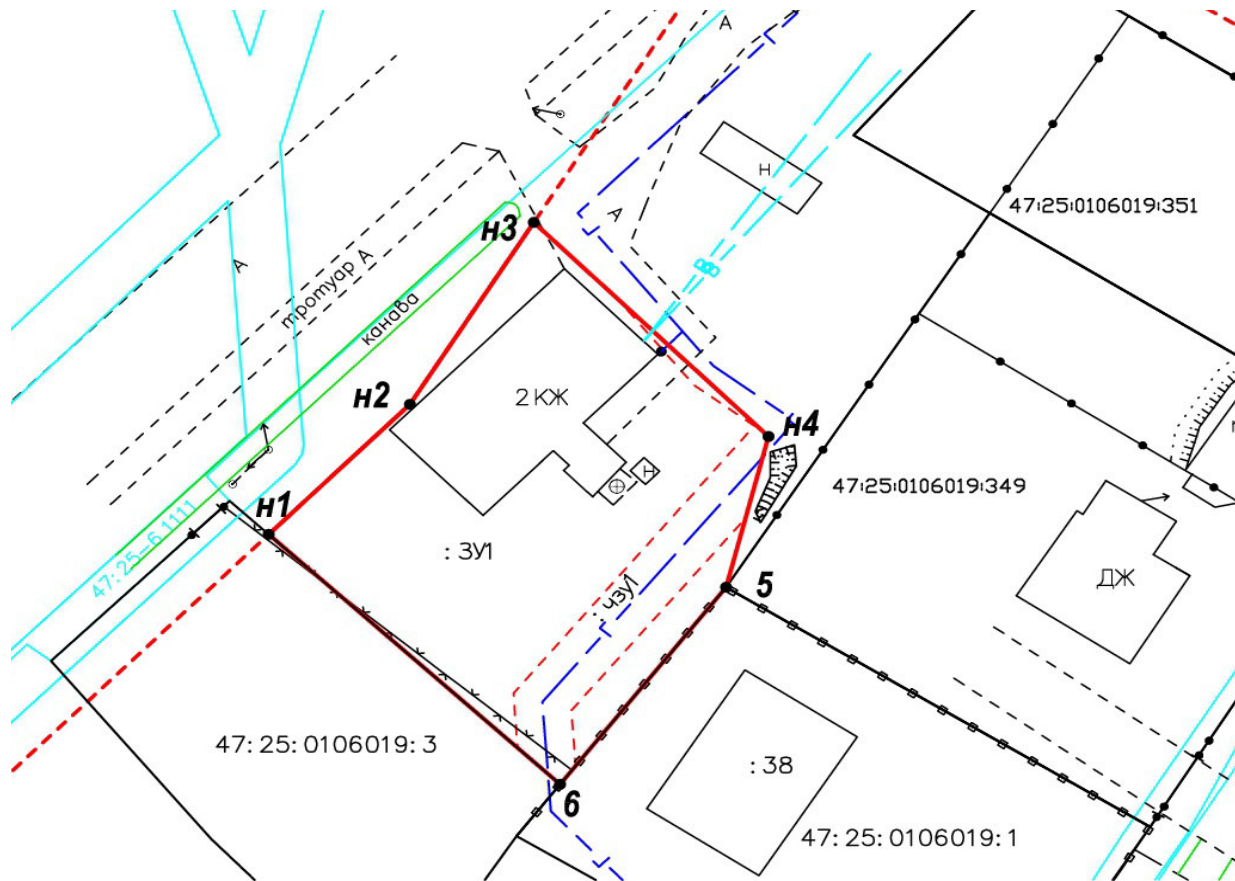 А
Н
А
47:25:0106019:351
н3
В
А
тротуар А
канава
2 КЖ
н2
н4
47:25:0106019:349
Н
н1
: ЗУ1
47:25-6.1111
ДЖ
: чзу1
5
47:25:0106019:3
: 38
6
47:25:0106019:1